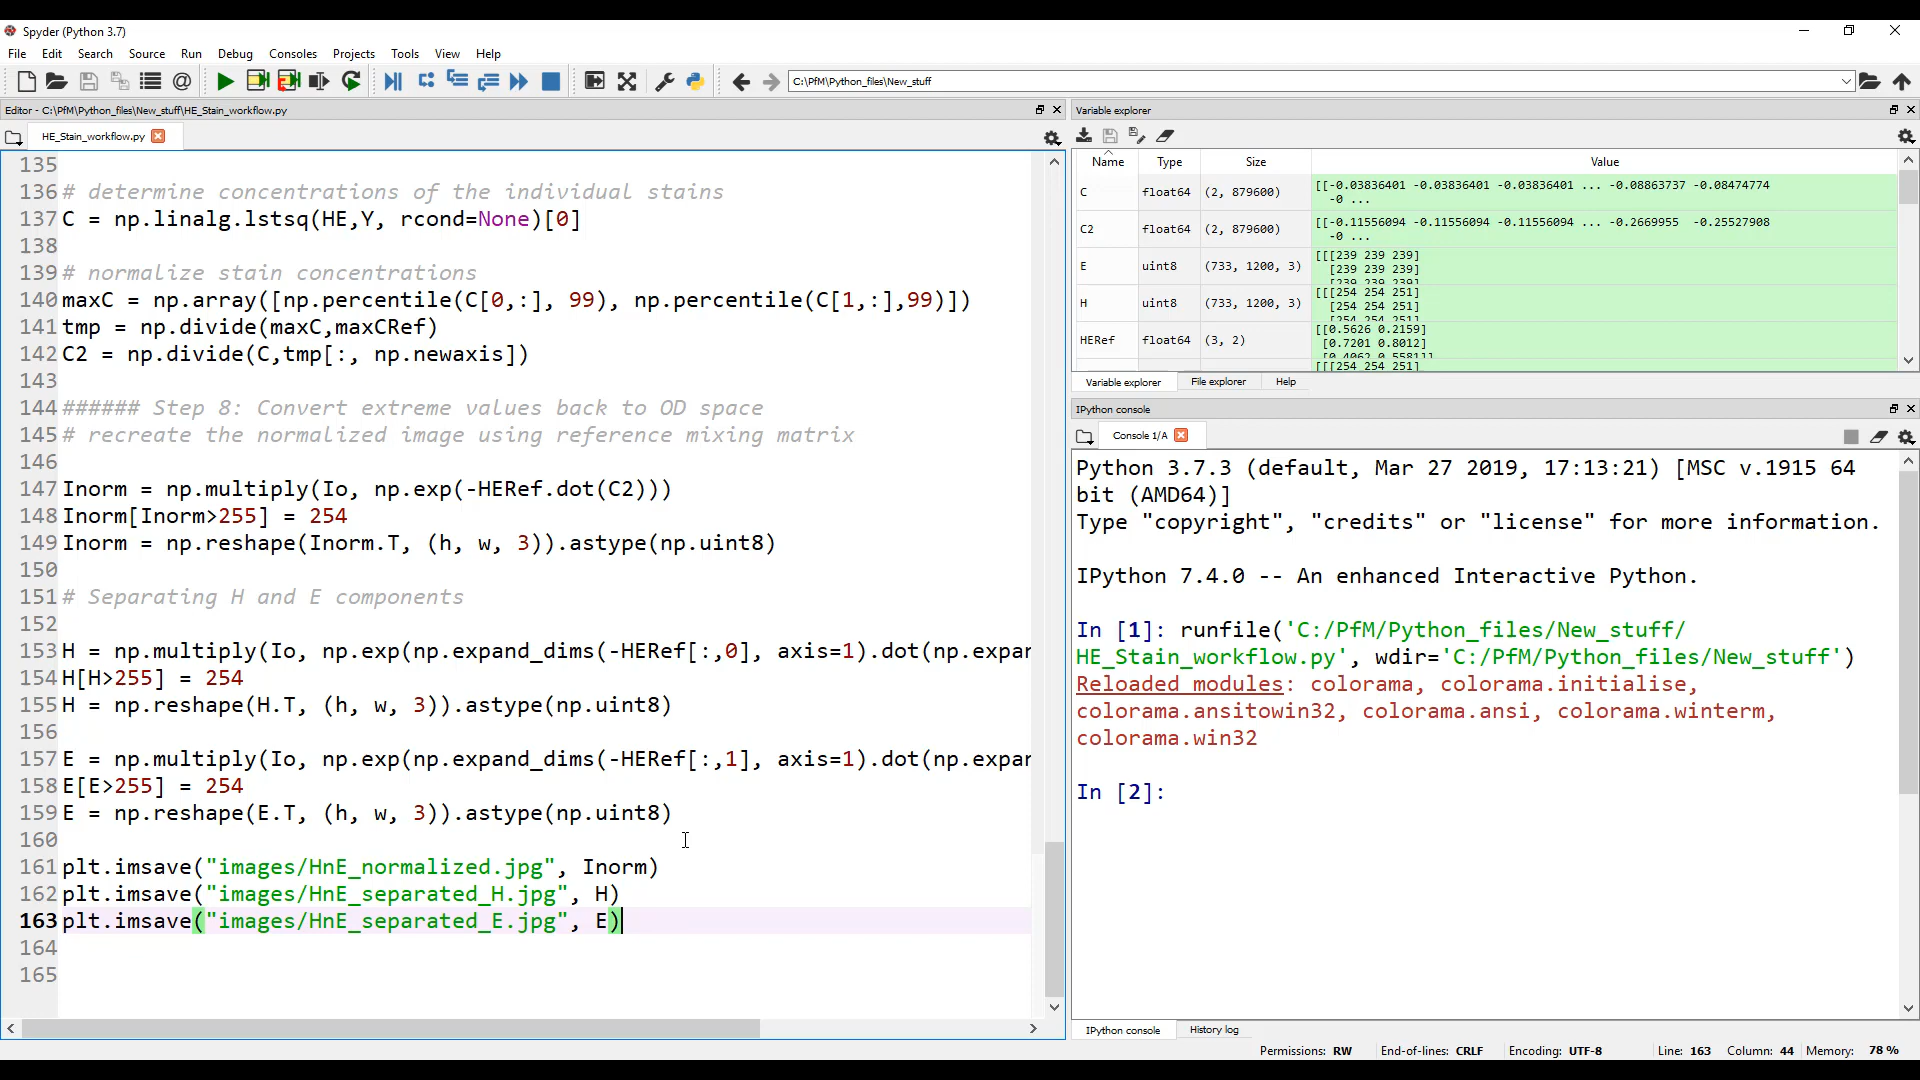 Spyder (Python 3.7)
File Edit Search Source Run Debug Consoles Projects Tools View Help
C:\PfM\Python_files\New_stuff
Editor - C:\PfM\Python_files\New_stuff\HE_Stain_workflow.py
HE_Stain_workflow.py
135
136 # determine concentrations of the individual stains
137 C = np.linalg.lstsq(HE,Y, rcond=None)[0]
138
139 # normalize stain concentrations
140 maxC = np.array([np.percentile(C[0,:], 99), np.percentile(C[1,:],99)])
141 tmp = np.divide(maxC,maxCRef)
142 C2 = np.divide(C,tmp[:, np.newaxis])
143
144 ###### Step 8: Convert extreme values back to OD space
145 # recreate the normalized image using reference mixing matrix
146
147 Inorm = np.multiply(Io, np.exp(-HERef.dot(C2)))
148 Inorm[Inorm>255] = 254
149 Inorm = np.reshape(Inorm.T, (h, w, 3)).astype(np.uint8)
150
151 # Separating H and E components
152
153 H = np.multiply(Io, np.exp(np.expand_dims(-HERef[:,0], axis=1).dot(np.expar
154 H[H>255] = 254
155 H = np.reshape(H.T, (h, w, 3)).astype(np.uint8)
156
157 E = np.multiply(Io, np.exp(np.expand_dims(-HERef[:,1], axis=1).dot(np.expar
158 E[E>255] = 254
159 E = np.reshape(E.T, (h, w, 3)).astype(np.uint8)
160
161 plt.imsave("images/HnE_normalized.jpg", Inorm)
162 plt.imsave("images/HnE_separated_H.jpg", H)
163 plt.imsave("images/HnE_separated_E.jpg", E)
164
165
Variable explorer
Name Type Size Value
C float64 (2, 879600) [[-0.03836401 -0.03836401 -0.03836401 ... -0.08863737 -0.08474774
-0 ...
C2 float64 (2, 879600) [[-0.11556094 -0.11556094 -0.11556094 ... -0.2669955 -0.25527908
-0 ...
E uint8 (733, 1200, 3) [[[239 239 239]
[239 239 239]
[239 239 239]
H uint8 (733, 1200, 3) [[[254 254 251]
[254 254 251]
[254 254 251]
HERef float64 (3, 2) [[0.5626 0.2159]
[0.7201 0.8012]
[0.4062 0.5581]]
[[[254 254 251]
Variable explorer File explorer Help
IPython console
Console 1/A
Python 3.7.3 (default, Mar 27 2019, 17:13:21) [MSC v.1915 64
bit (AMD64)]
Type "copyright", "credits" or "license" for more information.
IPython 7.4.0 -- An enhanced Interactive Python.
In [1]: runfile('C:/PfM/Python_files/New_stuff/
HE_Stain_workflow.py', wdir='C:/PfM/Python_files/New_stuff')
Reloaded modules: colorama, colorama.initialise,
colorama.ansitowin32, colorama.ansi, colorama.winterm,
colorama.win32
In [2]:
IPython console History log
Permissions: RW End-of-lines: CRLF Encoding: UTF-8 Line: 163 Column: 44 Memory: 78 %